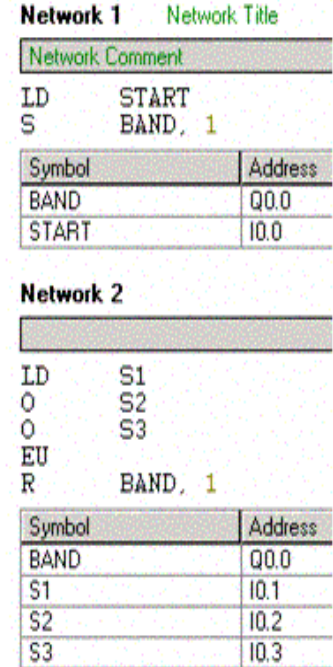 Network 1 Network Title
Network Comment
LD START
S BAND, 1
Symbol Address
BAND Q0.0
START I0.0
Network 2
LD S1
O S2
O S3
EU
R BAND, 1
Symbol Address
BAND Q0.0
S1 I0.1
S2 I0.2
S3 I0.3